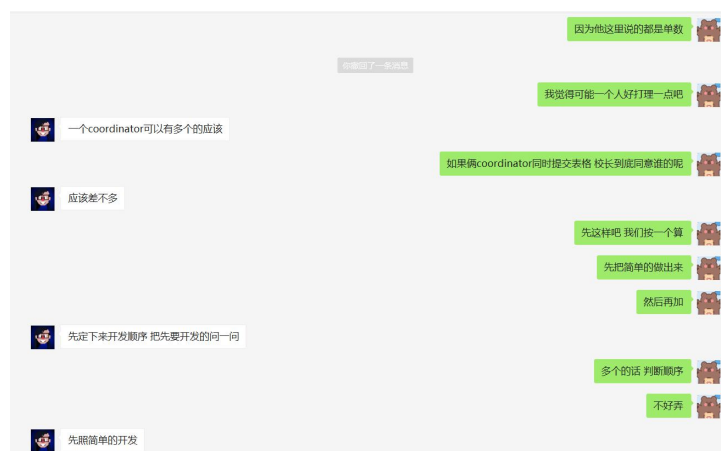 因为他这里说的都是单数
你撤回了一条消息
我觉得可能一个人好打理一点吧
一个coordinator可以有多个的应该
如果俩coordinator同时提交表格 校长到底同意谁的呢
应该差不多
先这样吧 我们按一个算
先把简单的做出来
然后再加
先定下来开发顺序 把先要开发的问一问
多个的话 判断顺序
不好弄
先照简单的开发